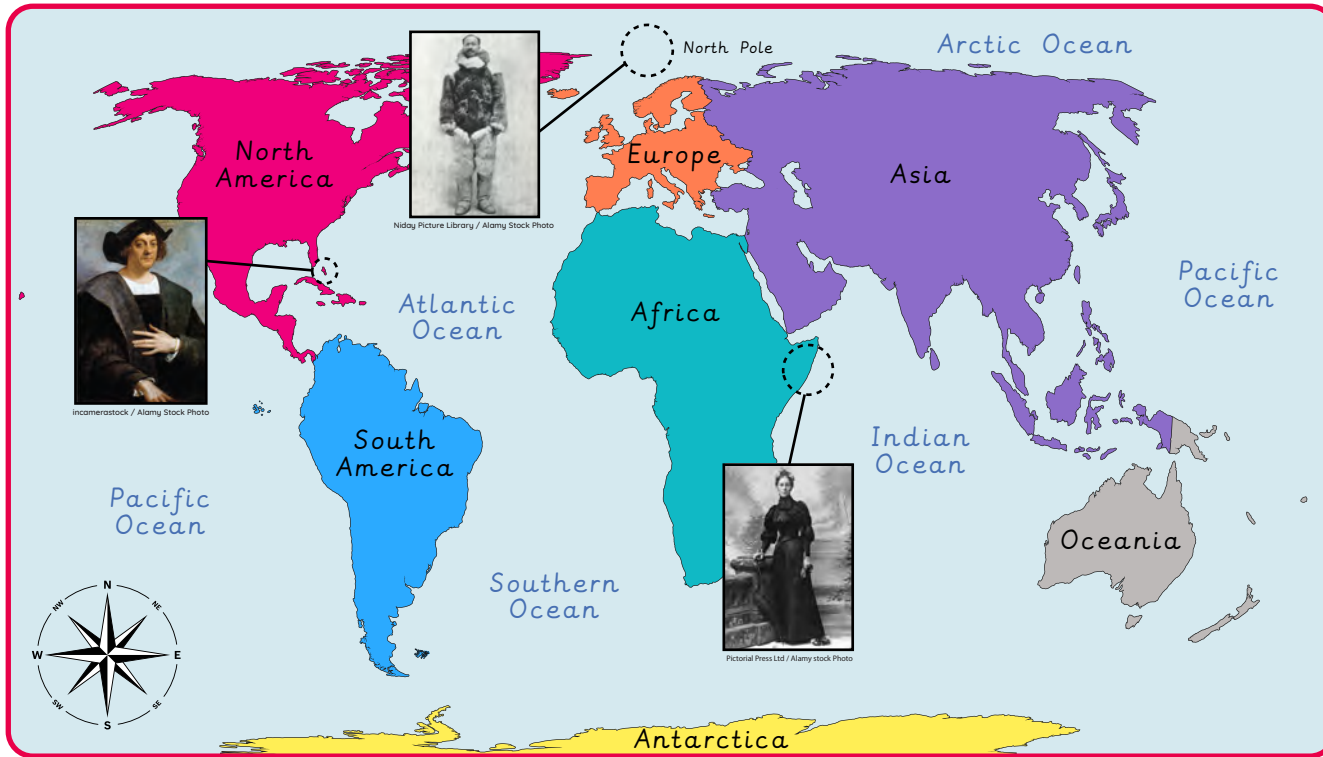 North Pole
Arctic Ocean
North
America
Europe
Asia
Niday Picture Library / Alamy Stock Photo
Pacific
Ocean
Atlantic
Ocean
Africa
incamerastock / Alamy Stock Photo
South
America
Indian
Ocean
Pacific
Ocean
Oceania
Southern
Ocean
N
NW
NE
W
E
SW
SE
S
Pictorial Press Ltd / Alamy stock Photo
Antarctica